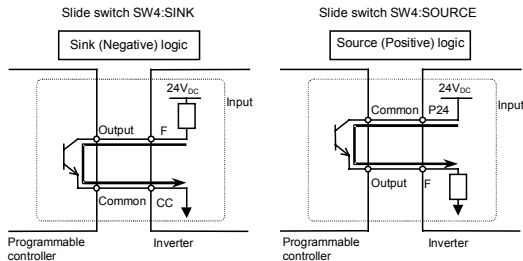 Slide switch SW4:SINK
Sink (Negative) logic
24VDC
Input
Output F
Common CC
Programmable
controller
Inverter
Slide switch SW4:SOURCE
Source (Positive) logic
24VDC
Input
Common P24
Output F
Programmable
controller
Inverter